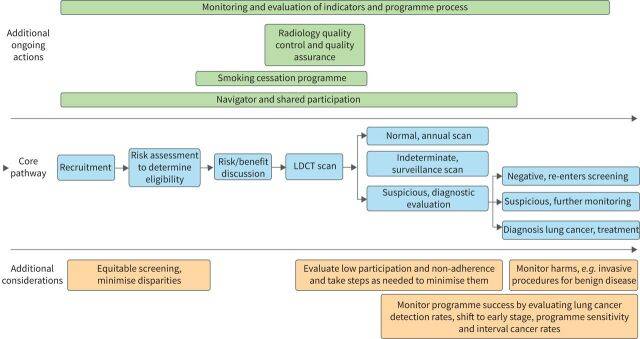 Monitoring and evaluation of indicators and programme process
Additional
ongoing
actions
Radiology quality
control and quality
assurance
Smoking cessation programme
Navigator and shared participation
Core
pathway
Recruitment
Risk assessment
to determine
eligibility
Risk/benefit
discussion
LDCT scan
Normal, annual scan
Indeterminate,
surveillance scan
Suspicious, diagnostic
evaluation
Negative, re-enters screening
Suspicious, further monitoring
Diagnosis lung cancer, treatment
Additional
considerations
Equitable screening,
minimise disparities
Evaluate low participation and non-adherence
and take steps as needed to minimise them
Monitor harms, e.g. invasive
procedures for benign disease
Monitor programme success by evaluating lung cancer
detection rates, shift to early stage, programme sensitivity
and interval cancer rates